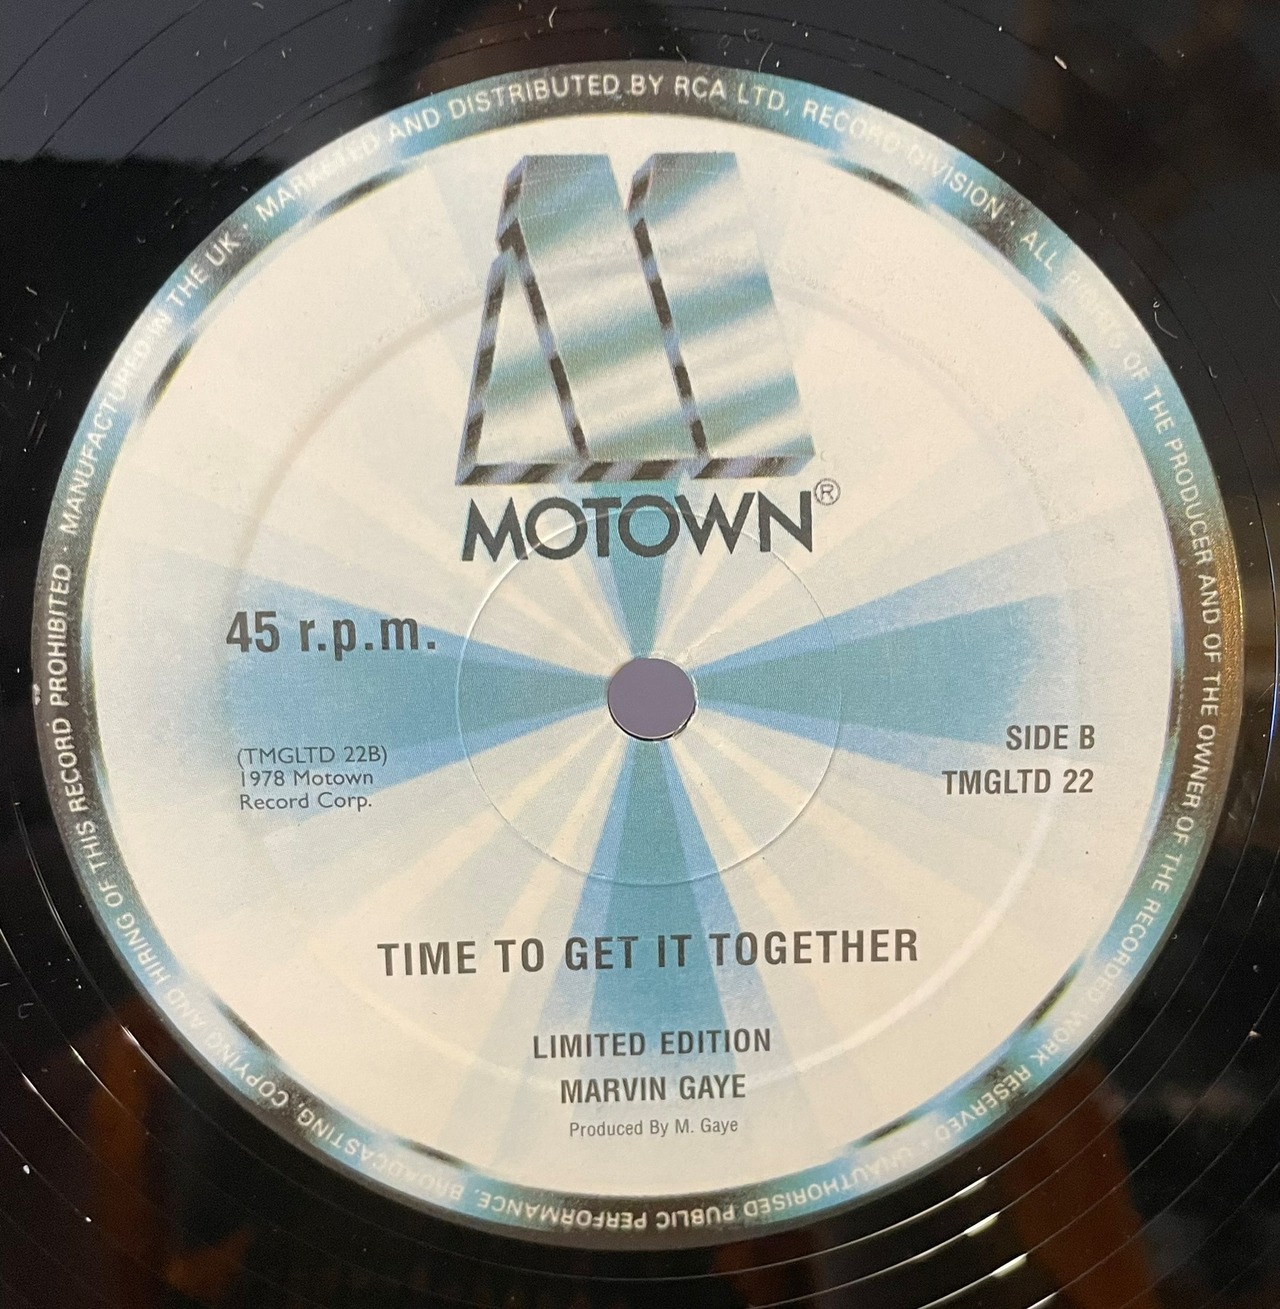 MANUFACTURED IN THE UK · MARKETED AND DISTRIBUTED BY RCA LTD, RECORD DIVISION · ALL RIGHTS OF THE PRODUCER AND OF THE OWNER OF THE RECORDED WORK RESERVED · UNAUTHORISED PUBLIC PERFORMANCE, BROADCASTING, COPYING AND HIRING OF THIS RECORD PROHIBITED ·
MOTOWN®
45 r.p.m.
(TMGLTD 22B)
1978 Motown
Record Corp.
SIDE B
TMGLTD 22
TIME TO GET IT TOGETHER
LIMITED EDITION
MARVIN GAYE
Produced By M. Gaye